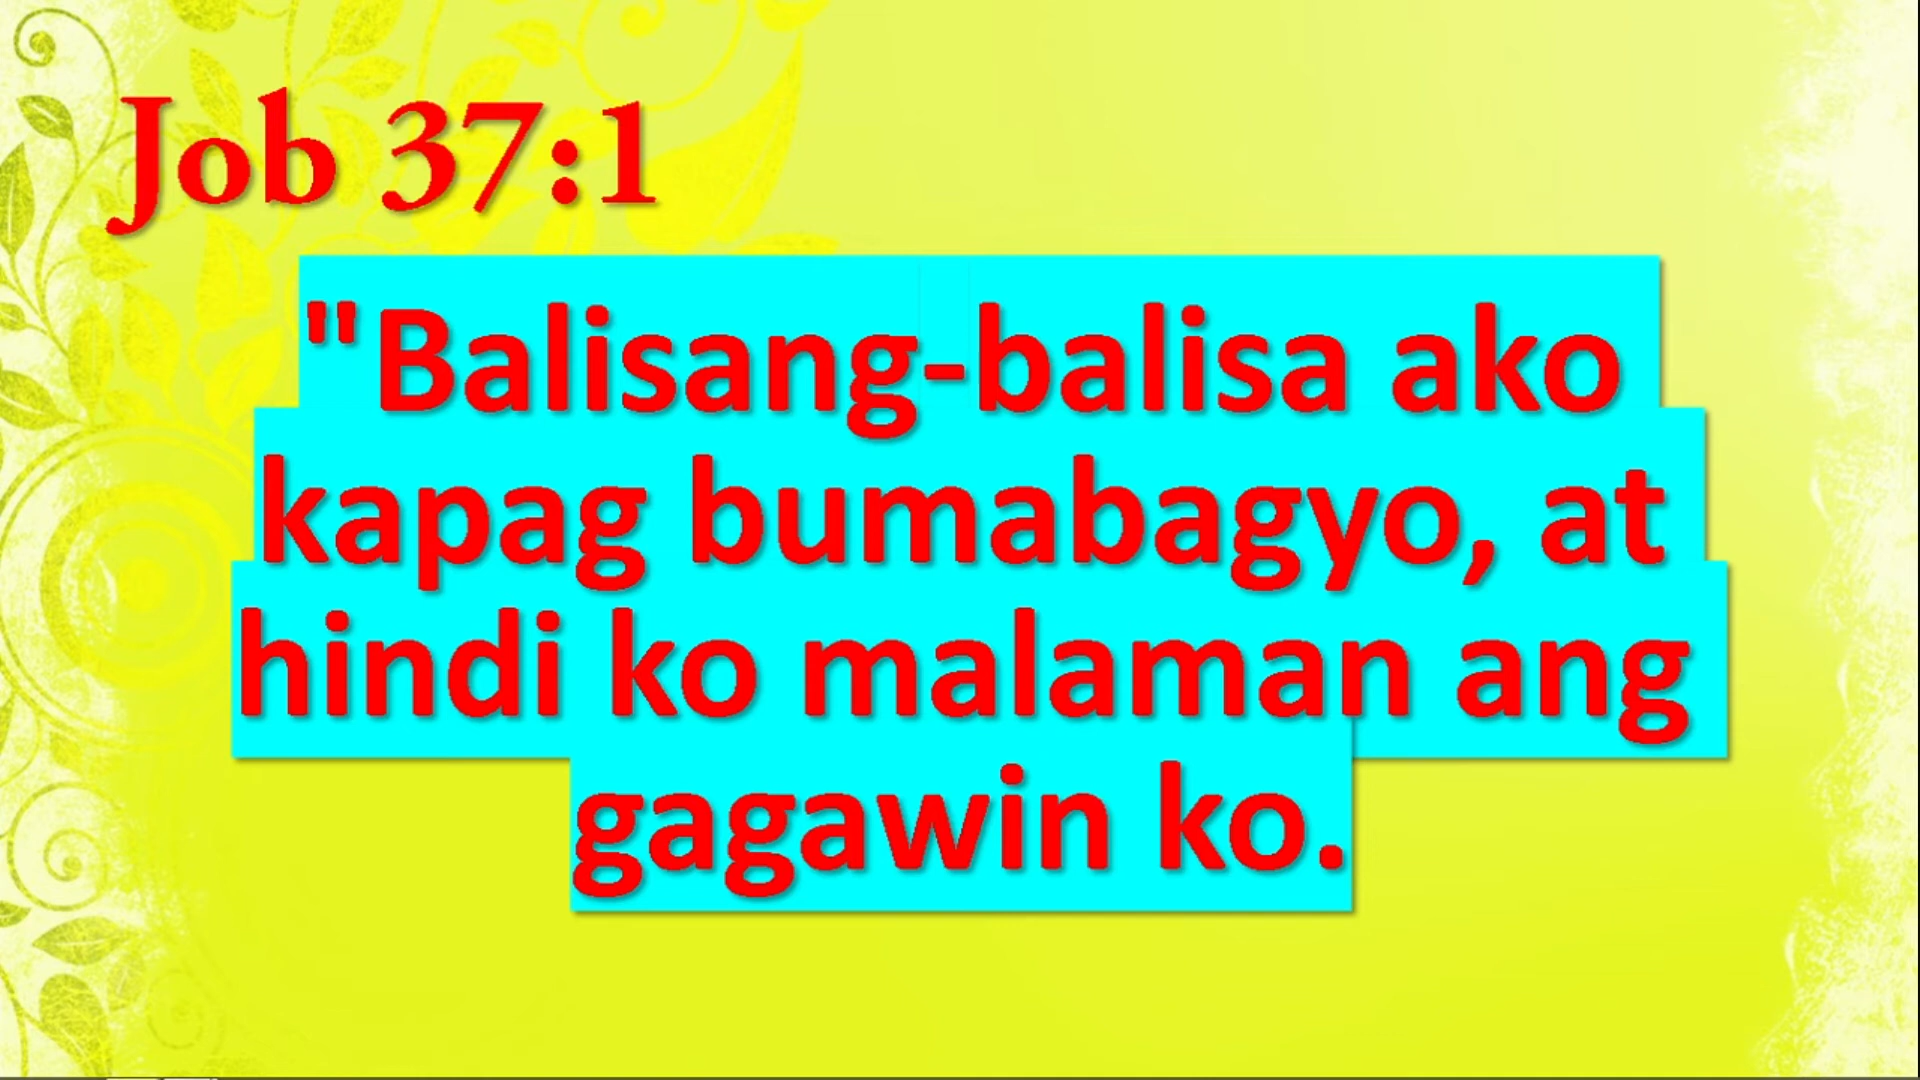 Job 37:1
"Balisang-balisa ako
kapag bumabagyo, at
hindi ko malaman ang
gagawin ko.